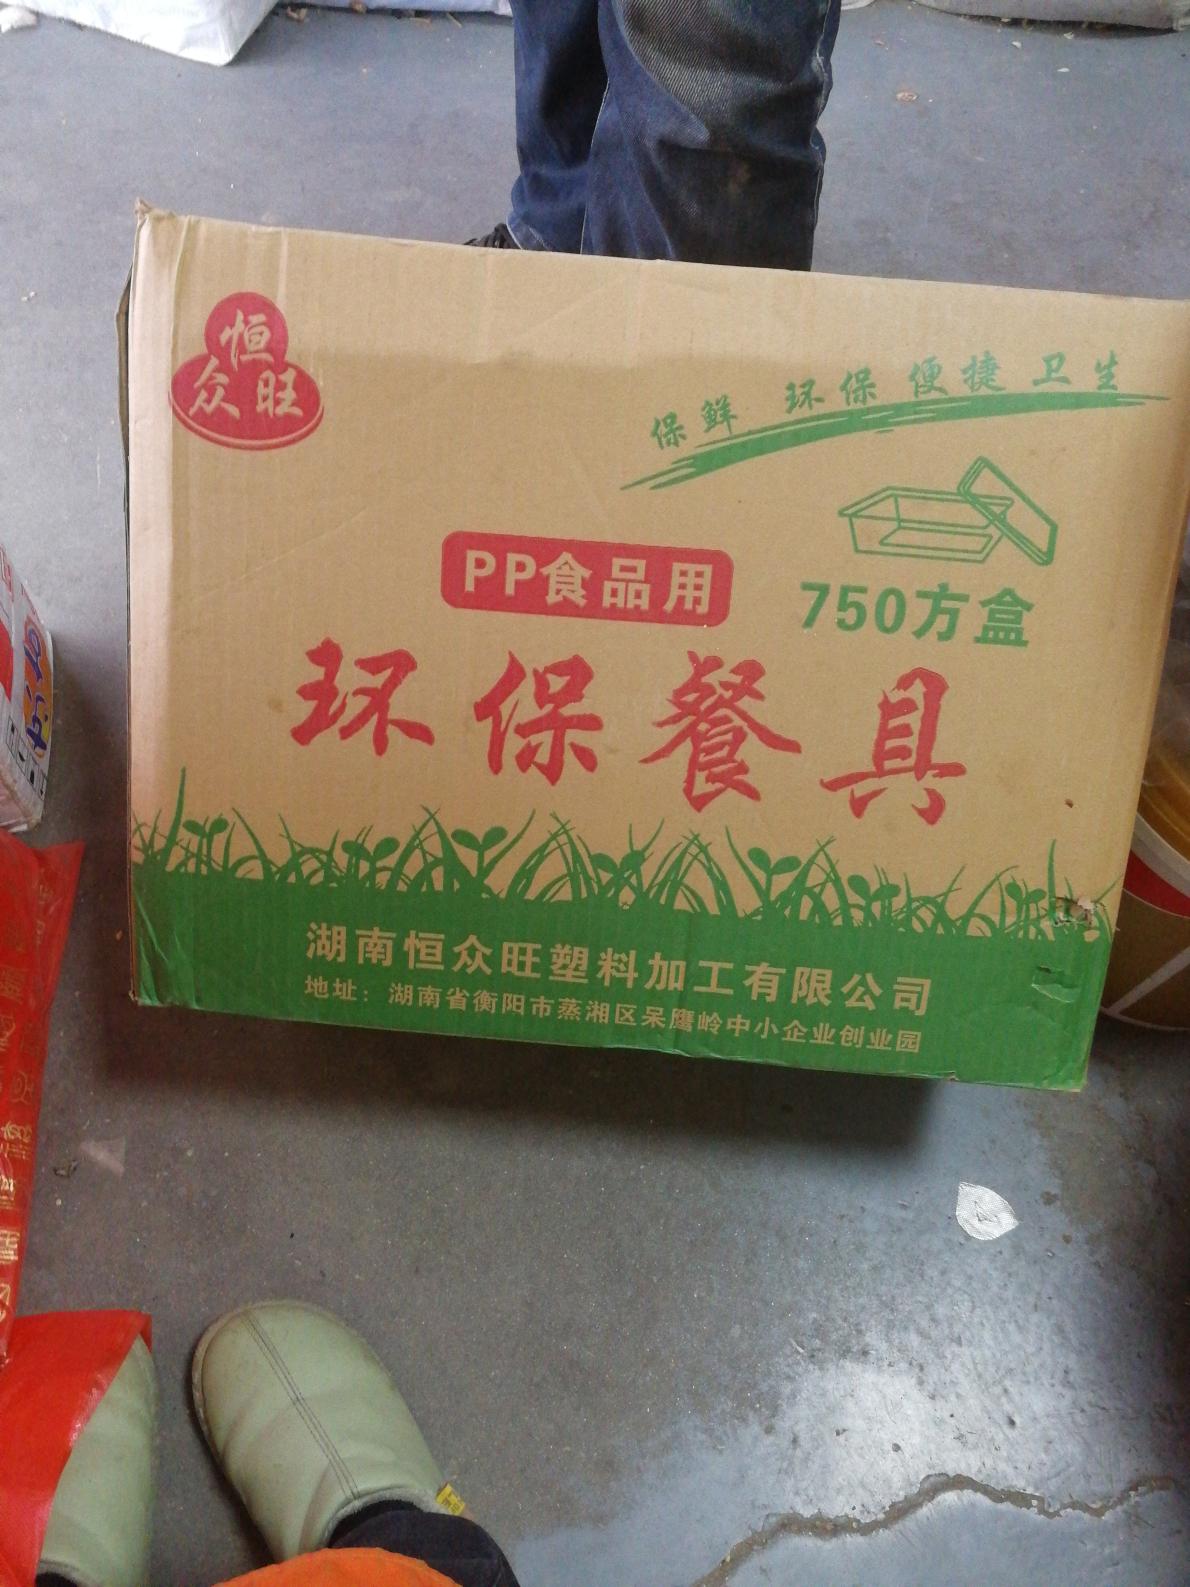 恒
众旺
保鲜 环保 便捷 卫生
PP食品用
750方盒
环保餐具
湖南恒众旺塑料加工有限公司
地址：湖南省衡阳市蒸湘区呆鹰岭中小企业创业园